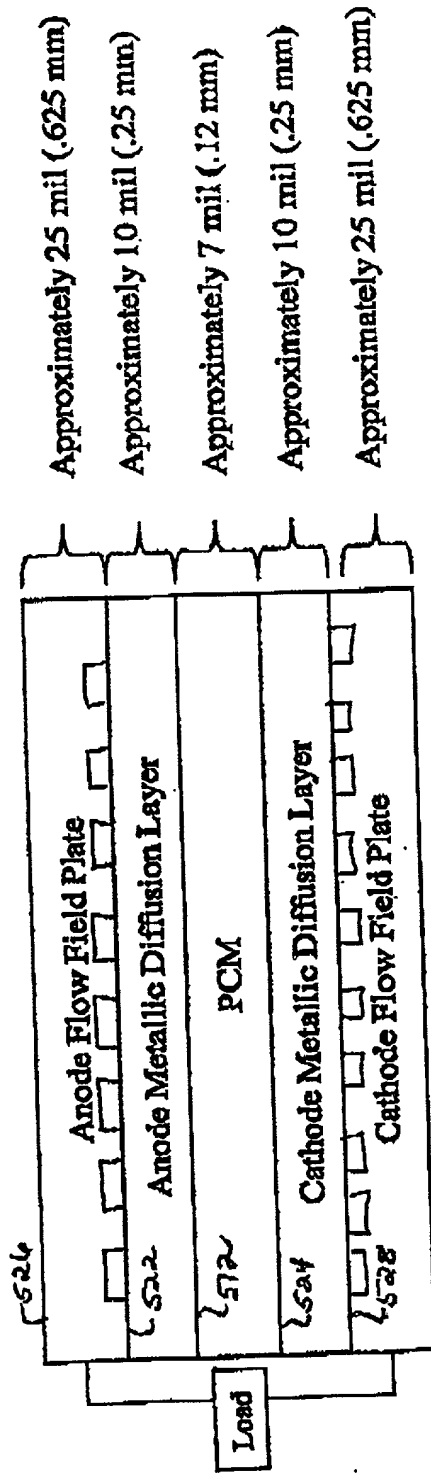 526
Anode Flow Field Plate
Approximately 25 mil (.625 mm)
522
Anode Metallic Diffusion Layer
Approximately 10 mil (.25 mm)
572
PCM
Approximately 7 mil (.12 mm)
524
Cathode Metallic Diffusion Layer
Approximately 10 mil (.25 mm)
528
Cathode Flow Field Plate
Approximately 25 mil (.625 mm)
Load